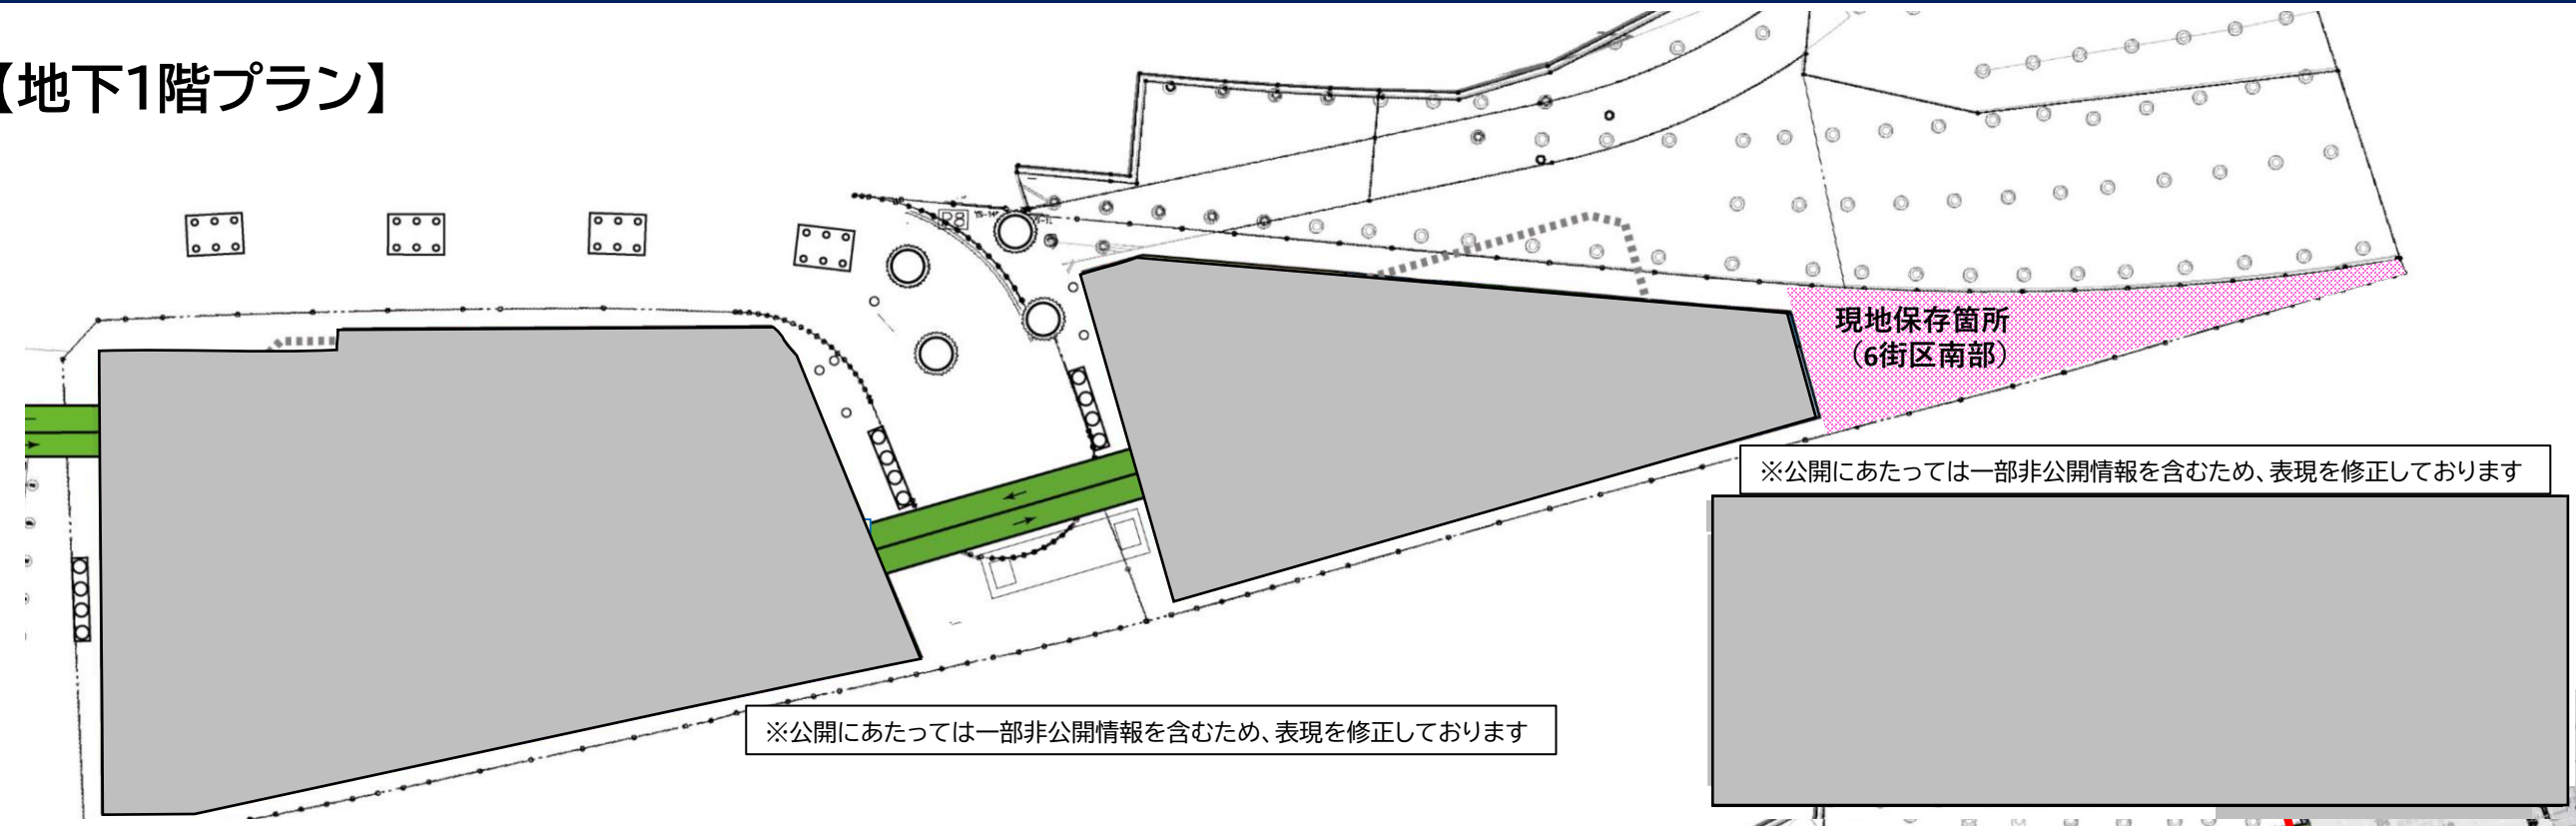 【地下1階プラン】
R8
現地保存箇所
（6街区南部）
※公開にあたっては一部非公開情報を含むため、表現を修正しております
※公開にあたっては一部非公開情報を含むため、表現を修正しております